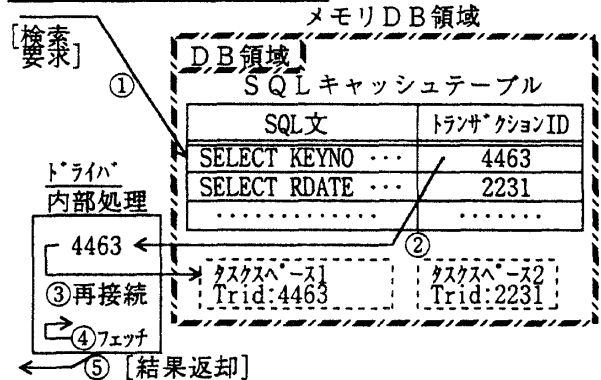 メモリDB領域
[検索
要求]
DB領域
①
SQLキャッシュテーブル
SQL文 トランザクションID
SELECT KEYNO ・・・ 4463
SELECT RDATE ・・・ 2231
・・・・・・・・・・・・・ ・・・・・・・
ドライバ
内部処理
4463
②
タスクスペース1 タスクスペース2
Trid:4463 Trid:2231
③再接続
④フェッチ
⑤ [結果返却]